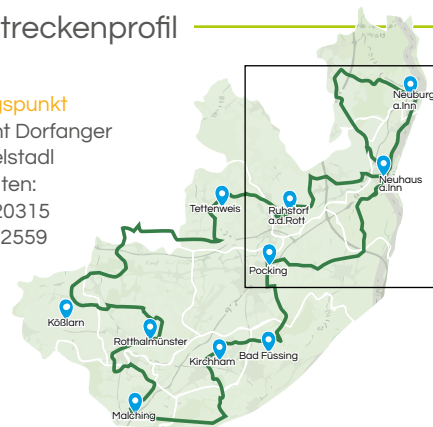 treckenprofil
gspunkt
nt Dorfanger
elstadl
ten:
20315
2559
Neuburg
a.Inn
Neuhaus
a.Inn
Tettenweis
Ruhstorf
a.d.Rott
Pocking
Kößlarn
Rotthalmünster
Kirchham
Bad Füssing
Malching